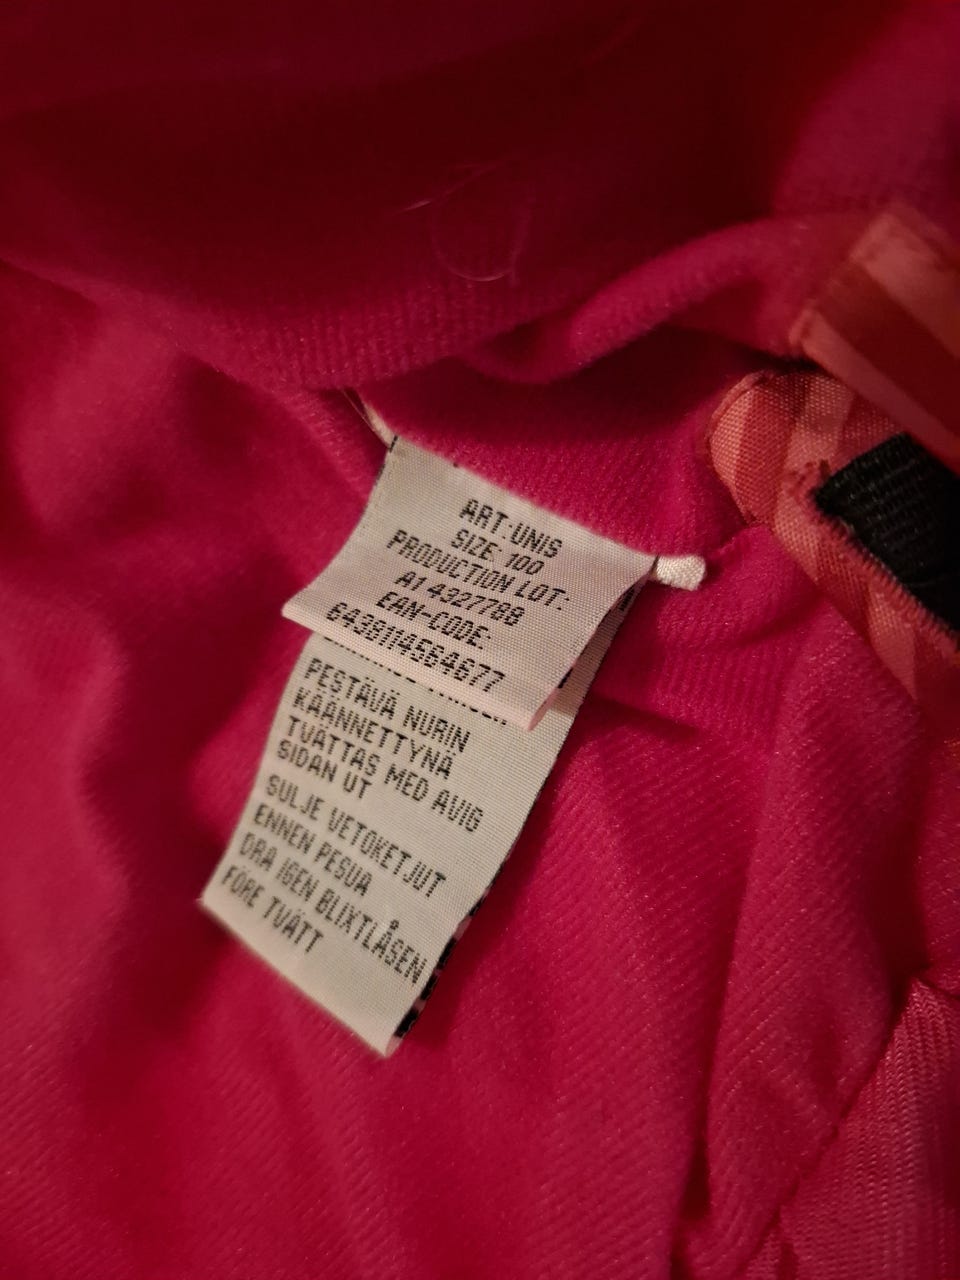 ART:UNIS
SIZE 100
PRODUCTION LOT:
A1 4327788
EAN-CODE:
6438114564677
PESTÄVÄ NURIN
KÄÄNNETTYNÄ
TVÄTTAS MED AVIG
SIDAN UT
SULJE VETOKETJUT
ENNEN PESUA
DRA IGEN BLIXTLÅSEN
FÖRE TVÄTT